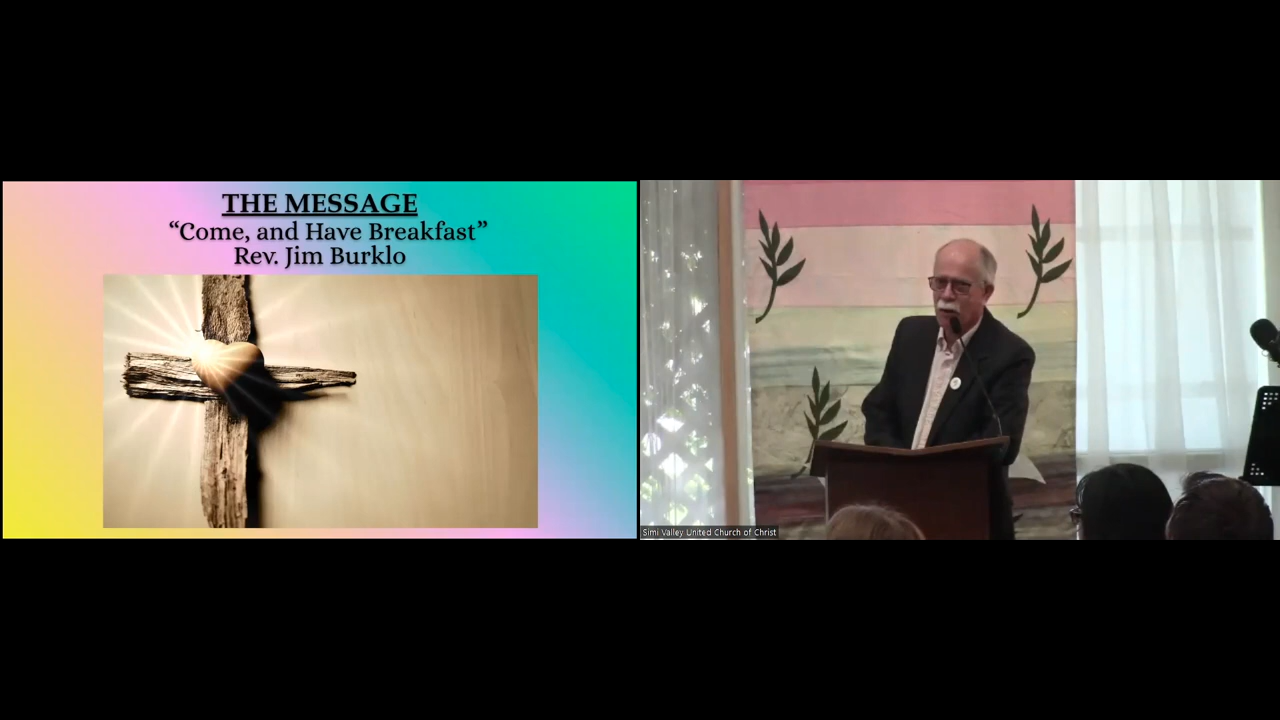 THE MESSAGE
“Come, and Have Breakfast”
Rev. Jim Burklo
Simi Valley United Church of Christ